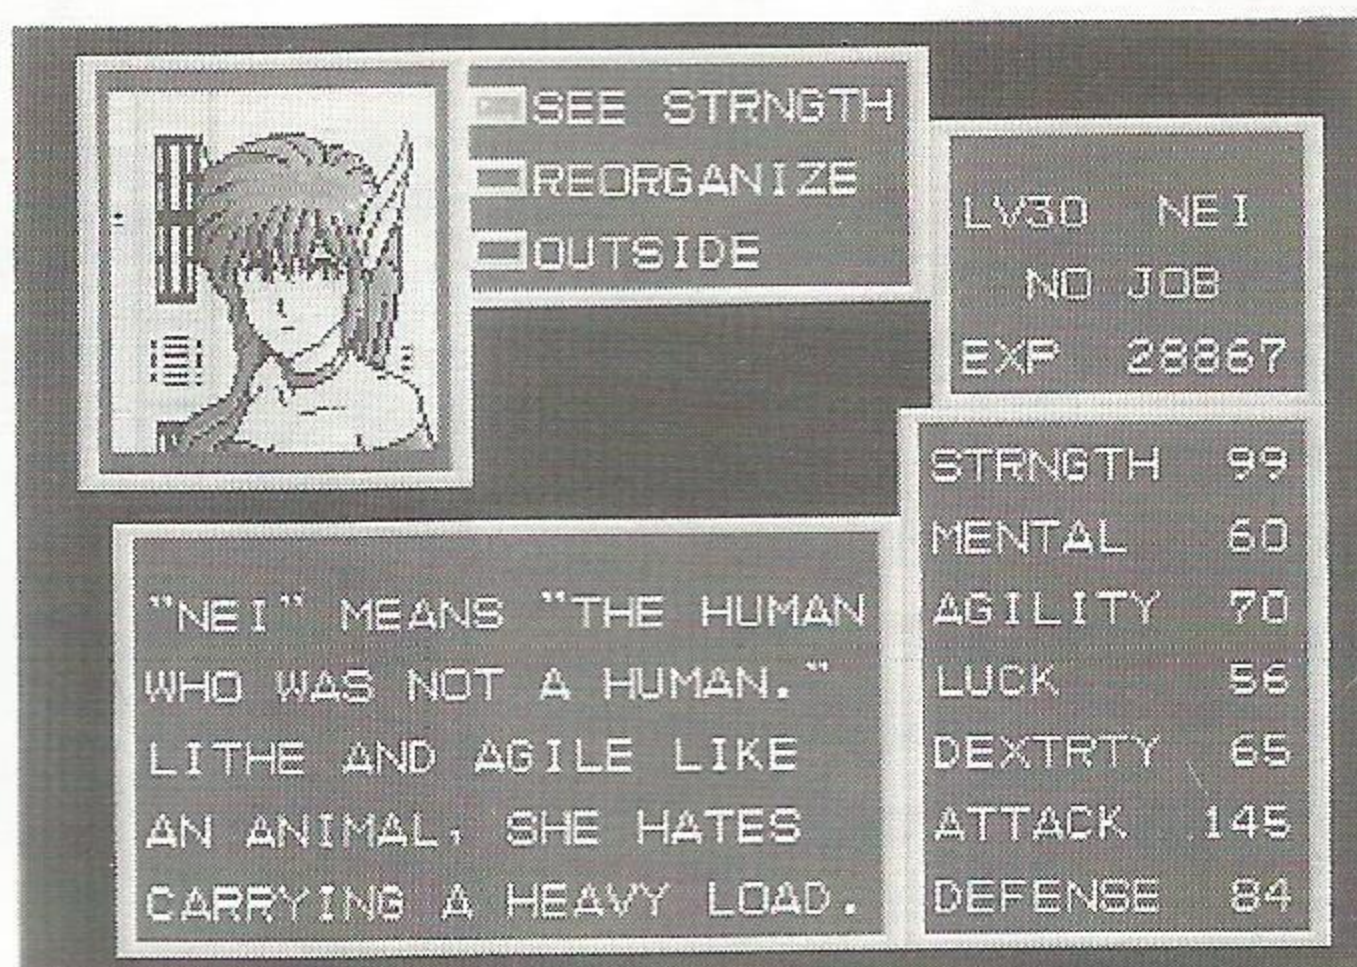 SEE STRNGTH
REORGANIZE
OUTSIDE
LV30 NEI
NO JOB
EXP 28867
STRNGTH 99
MENTAL 60
AGILITY 70
LUCK 56
DEXTRTY 65
ATTACK 145
DEFENSE 84
"NEI" MEANS "THE HUMAN
WHO WAS NOT A HUMAN."
LITHE AND AGILE LIKE
AN ANIMAL, SHE HATES
CARRYING A HEAVY LOAD.